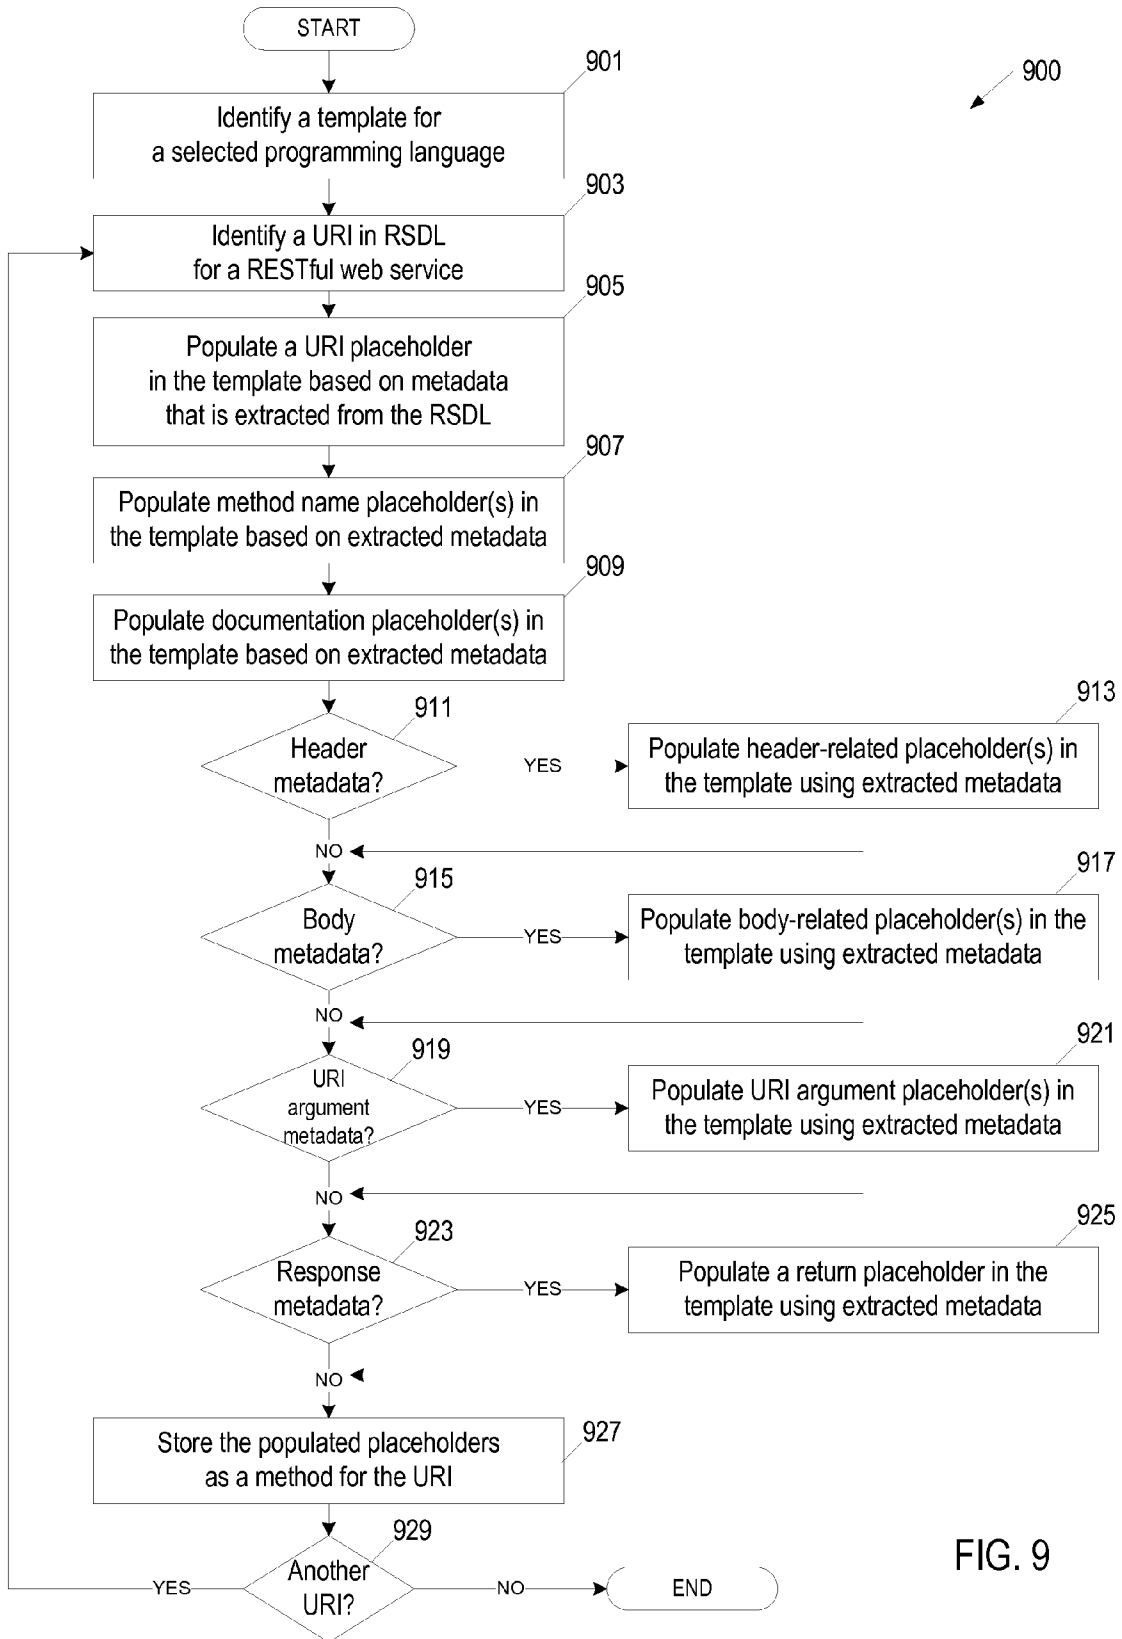 START
901
900
Identify a template for
a selected programming language
903
Identify a URI in RSDL
for a RESTful web service
905
Populate a URI placeholder
in the template based on metadata
that is extracted from the RSDL
907
Populate method name placeholder(s) in
the template based on extracted metadata
909
Populate documentation placeholder(s) in
the template based on extracted metadata
911
Header
metadata?
YES
913
Populate header-related placeholder(s) in
the template using extracted metadata
NO
915
Body
metadata?
YES
917
Populate body-related placeholder(s) in the
template using extracted metadata
NO
919
URI
argument
metadata?
YES
921
Populate URI argument placeholder(s) in
the template using extracted metadata
NO
923
Response
metadata?
YES
925
Populate a return placeholder in the
template using extracted metadata
NO
927
Store the populated placeholders
as a method for the URI
929
Another
URI?
YES
NO
END
FIG. 9